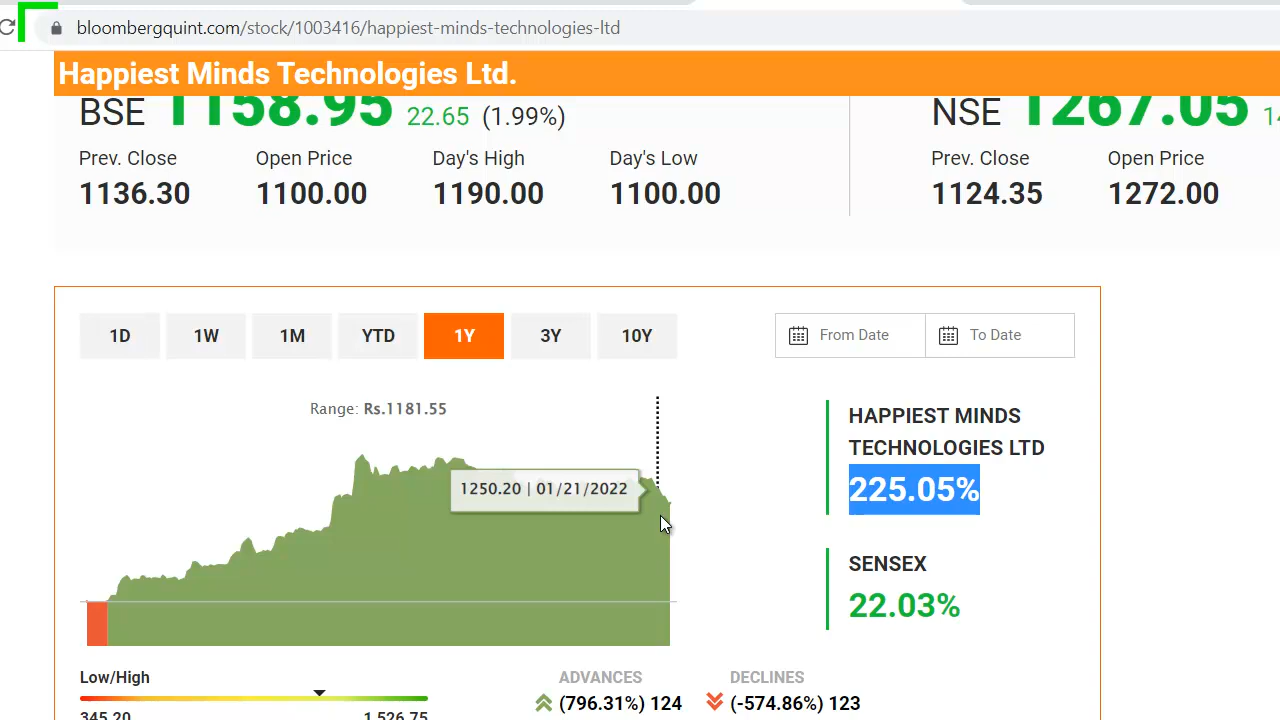 bloombergquint.com/stock/1003416/happiest-minds-technologies-ltd
Happiest Minds Technologies Ltd.
BSE 1158.95 22.65 (1.99%)
NSE 1267.05
Prev. Close Open Price Day's High Day's Low
1136.30 1100.00 1190.00 1100.00
Prev. Close Open Price
1124.35 1272.00
1D 1W 1M YTD 1Y 3Y 10Y
From Date To Date
Range: Rs.1181.55
1250.20 | 01/21/2022
HAPPIEST MINDS
TECHNOLOGIES LTD
225.05%
SENSEX
22.03%
Low/High
345.20 1,526.75
ADVANCES DECLINES
(796.31%) 124 (-574.86%) 123